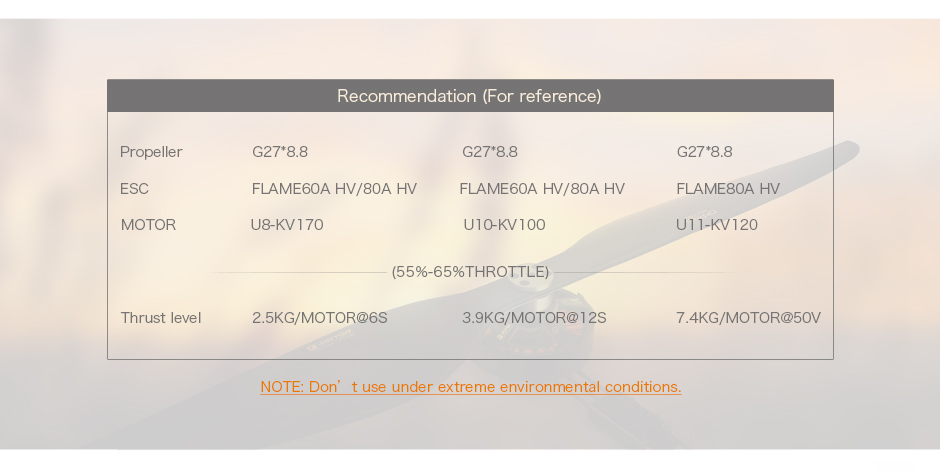 Recommendation (For reference)
Propeller G27*8.8 G27*8.8 G27*8.8
ESC FLAME60A HV/80A HV FLAME60A HV/80A HV FLAME80A HV
MOTOR U8-KV170 U10-KV100 U11-KV120
(55%-65%THROTTLE)
Thrust level 2.5KG/MOTOR@6S 3.9KG/MOTOR@12S 7.4KG/MOTOR@50V
NOTE: Don’t use under extreme environmental conditions.